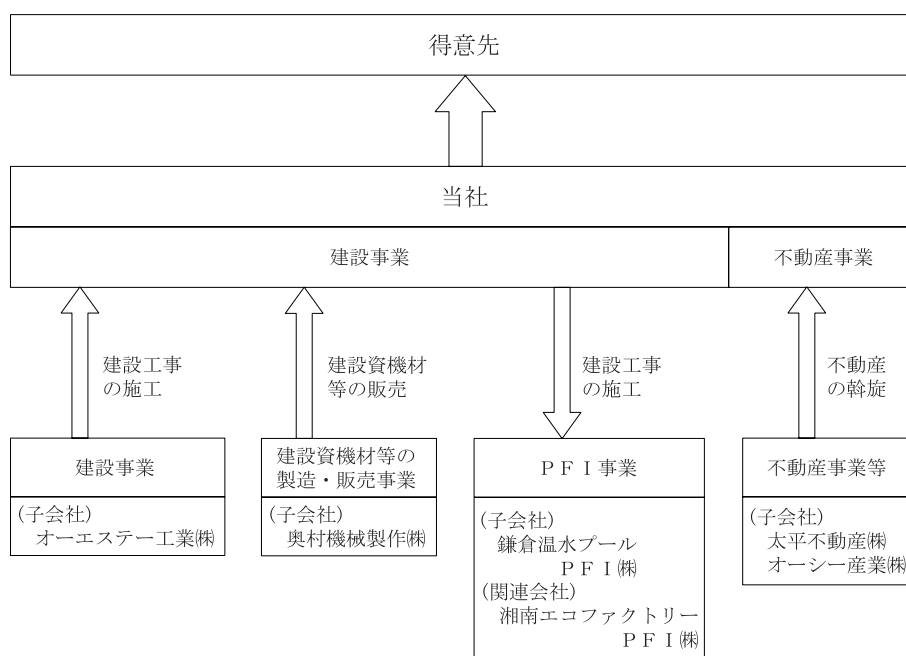 得意先
当社
建設事業
不動産事業
建設工事
の施工
建設資機材
等の販売
建設工事
の施工
不動産
の斡旋
建設事業
(子会社)
オーエステー工業㈱
建設資機材等の
製造・販売事業
(子会社)
奥村機械製作㈱
ＰＦＩ事業
(子会社)
鎌倉温水プール
ＰＦＩ㈱
(関連会社)
湘南エコファクトリー
ＰＦＩ㈱
不動産事業等
(子会社)
太平不動産㈱
オーシー産業㈱